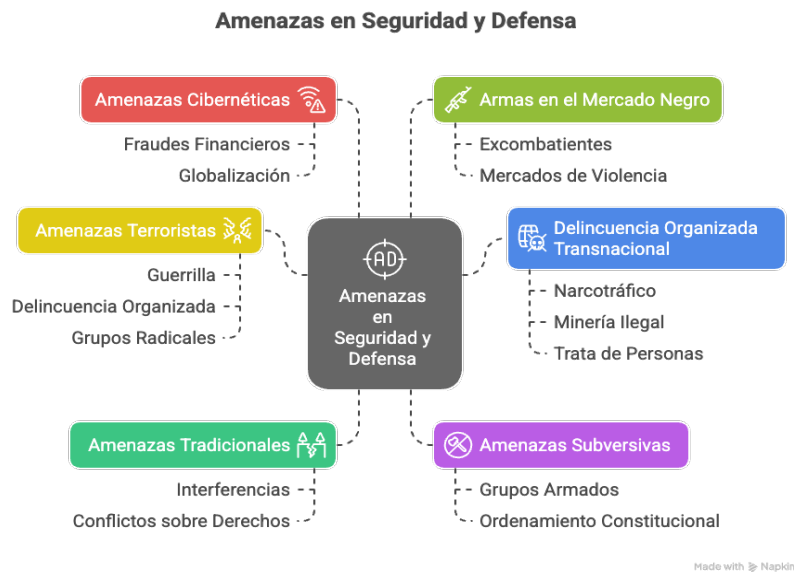 Amenazas en Seguridad y Defensa
Amenazas Cibernéticas
Fraudes Financieros
Globalización
Amenazas Terroristas
Guerrilla
Delincuencia Organizada
Grupos Radicales
Amenazas Tradicionales
Interferencias
Conflictos sobre Derechos
AD
Amenazas
en
Seguridad y
Defensa
Armas en el Mercado Negro
Excombatientes
Mercados de Violencia
Delincuencia Organizada
Transnacional
Narcotráfico
Minería Ilegal
Trata de Personas
Amenazas Subversivas
Grupos Armados
Ordenamiento Constitucional
Made with Napkin